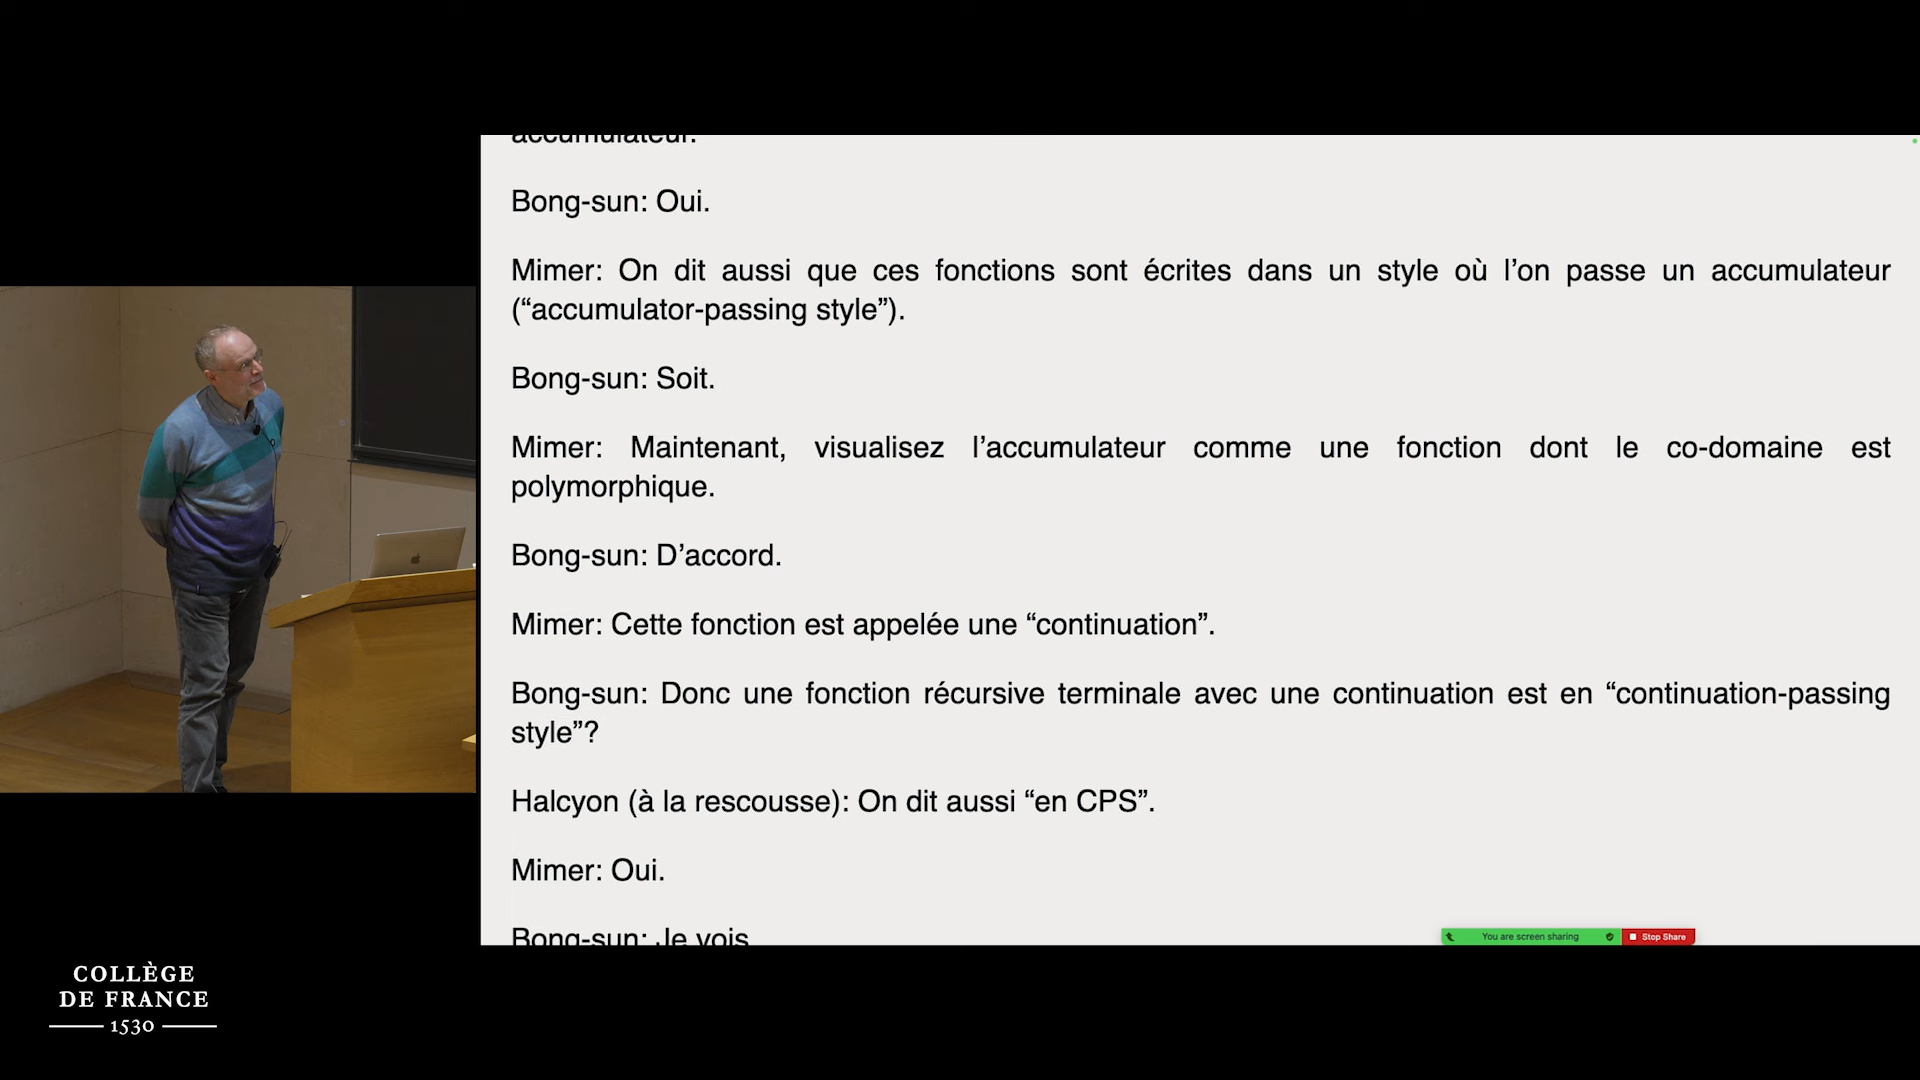 accumulateur.
Bong-sun: Oui.
Mimer: On dit aussi que ces fonctions sont écrites dans un style où l’on passe un accumulateur
(“accumulator-passing style”).
Bong-sun: Soit.
Mimer: Maintenant, visualisez l’accumulateur comme une fonction dont le co-domaine est
polymorphique.
Bong-sun: D’accord.
Mimer: Cette fonction est appelée une “continuation”.
Bong-sun: Donc une fonction récursive terminale avec une continuation est en “continuation-passing
style”?
Halcyon (à la rescousse): On dit aussi “en CPS”.
Mimer: Oui.
Bong-sun: Je vois
You are screen sharing
Stop Share
COLLÈGE
DE FRANCE
1530